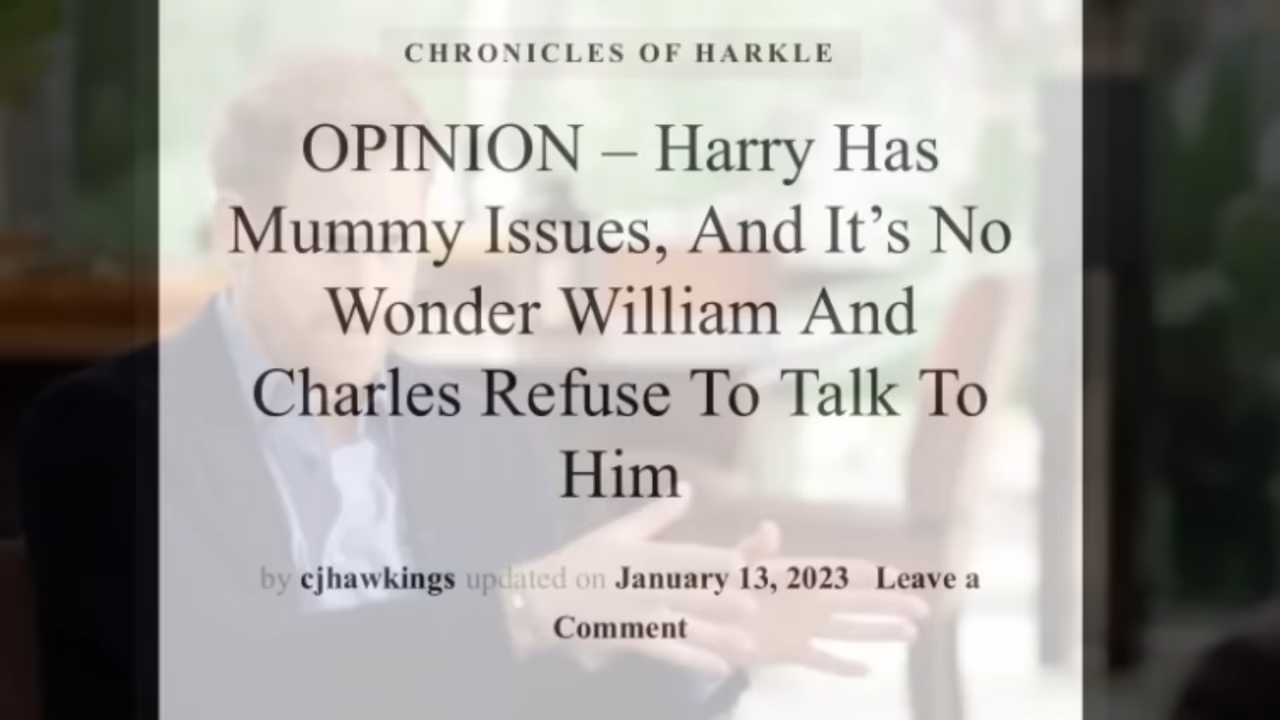 CHRONICLES OF HARKLE
OPINION – Harry Has
Mummy Issues, And It’s No
Wonder William And
Charles Refuse To Talk To
Him
by cjhawkings updated on January 13, 2023 Leave a
Comment